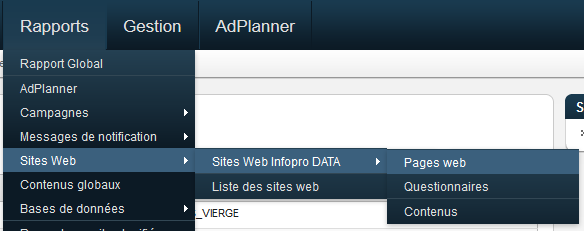 Rapports Gestion AdPlanner
Rapport Global
AdPlanner
Campagnes
Messages de notification
Sites Web
Contenus globaux
Bases de données
Sites Web Infopro DATA
Liste des sites web
Pages web
Questionnaires
Contenus
_VIERGE
S